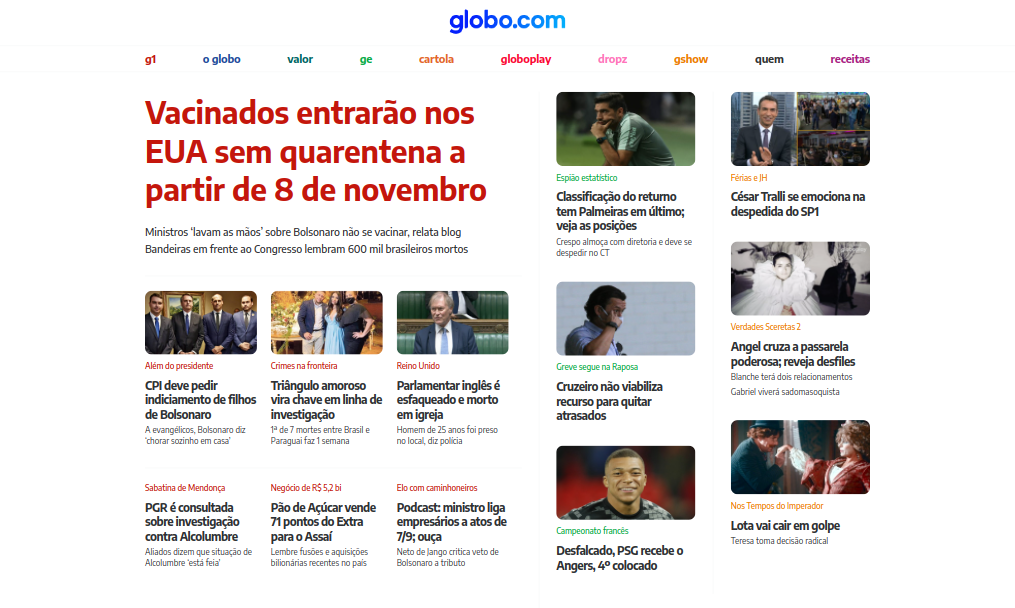 globo.com
g1
o globo
valor
ge
cartola
globoplay
dropz
gshow
quem
receitas
Vacinados entrarão nos
EUA sem quarentena a
partir de 8 de novembro
Ministros ‘lavam as mãos’ sobre Bolsonaro não se vacinar, relata blog
Bandeiras em frente ao Congresso lembram 600 mil brasileiros mortos
Além do presidente
CPI deve pedir
indiciamento de filhos
de Bolsonaro
A evangélicos, Bolsonaro diz
‘chorar sozinho em casa’
Crimes na fronteira
Triângulo amoroso
vira chave em linha de
investigação
1ª de 7 mortes entre Brasil e
Paraguai faz 1 semana
Reino Unido
Parlamentar inglês é
esfaqueado e morto
em igreja
Homem de 25 anos foi preso
no local, diz polícia
Sabatina de Mendonça
PGR é consultada
sobre investigação
contra Alcolumbre
Aliados dizem que situação de
Alcolumbre ‘está feia’
Negócio de R$ 5,2 bi
Pão de Açúcar vende
71 pontos do Extra
para o Assaí
Lembre fusões e aquisições
bilionárias recentes no país
Elo com caminhoneiros
Podcast: ministro liga
empresários a atos de
7/9; ouça
Neto de Jango critica veto de
Bolsonaro a tributo
Espião estatístico
Classificação do returno
tem Palmeiras em último;
veja as posições
Crespo almoça com diretoria e deve se
despedir no CT
Greve segue na Raposa
Cruzeiro não viabiliza
recurso para quitar
atrasados
Campeonato francês
Desfalcado, PSG recebe o
Angers, 4º colocado
Férias e JH
César Tralli se emociona na
despedida do SP1
Verdades Sceretas 2
Angel cruza a passarela
poderosa; reveja desfiles
Blanche terá dois relacionamentos
Gabriel viverá sadomasoquista
Nos Tempos do Imperador
Lota vai cair em golpe
Teresa toma decisão radical